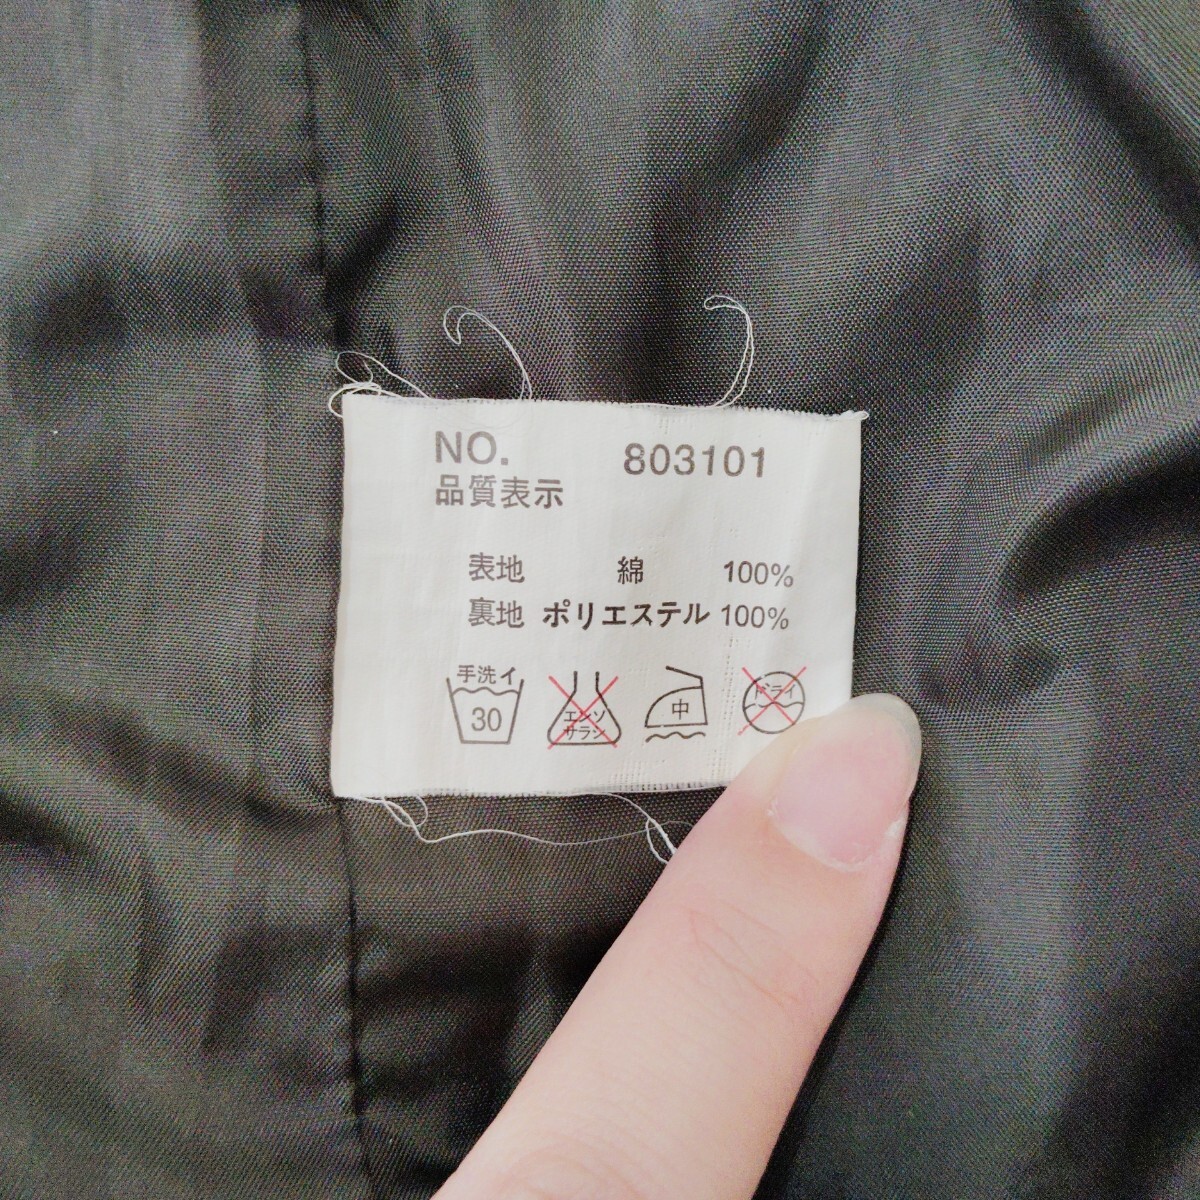 NO. 803101
品質表示
表地 綿 100%
裏地 ポリエステル 100%
手洗イ
30
エンソ
サラシ
中
ドライ